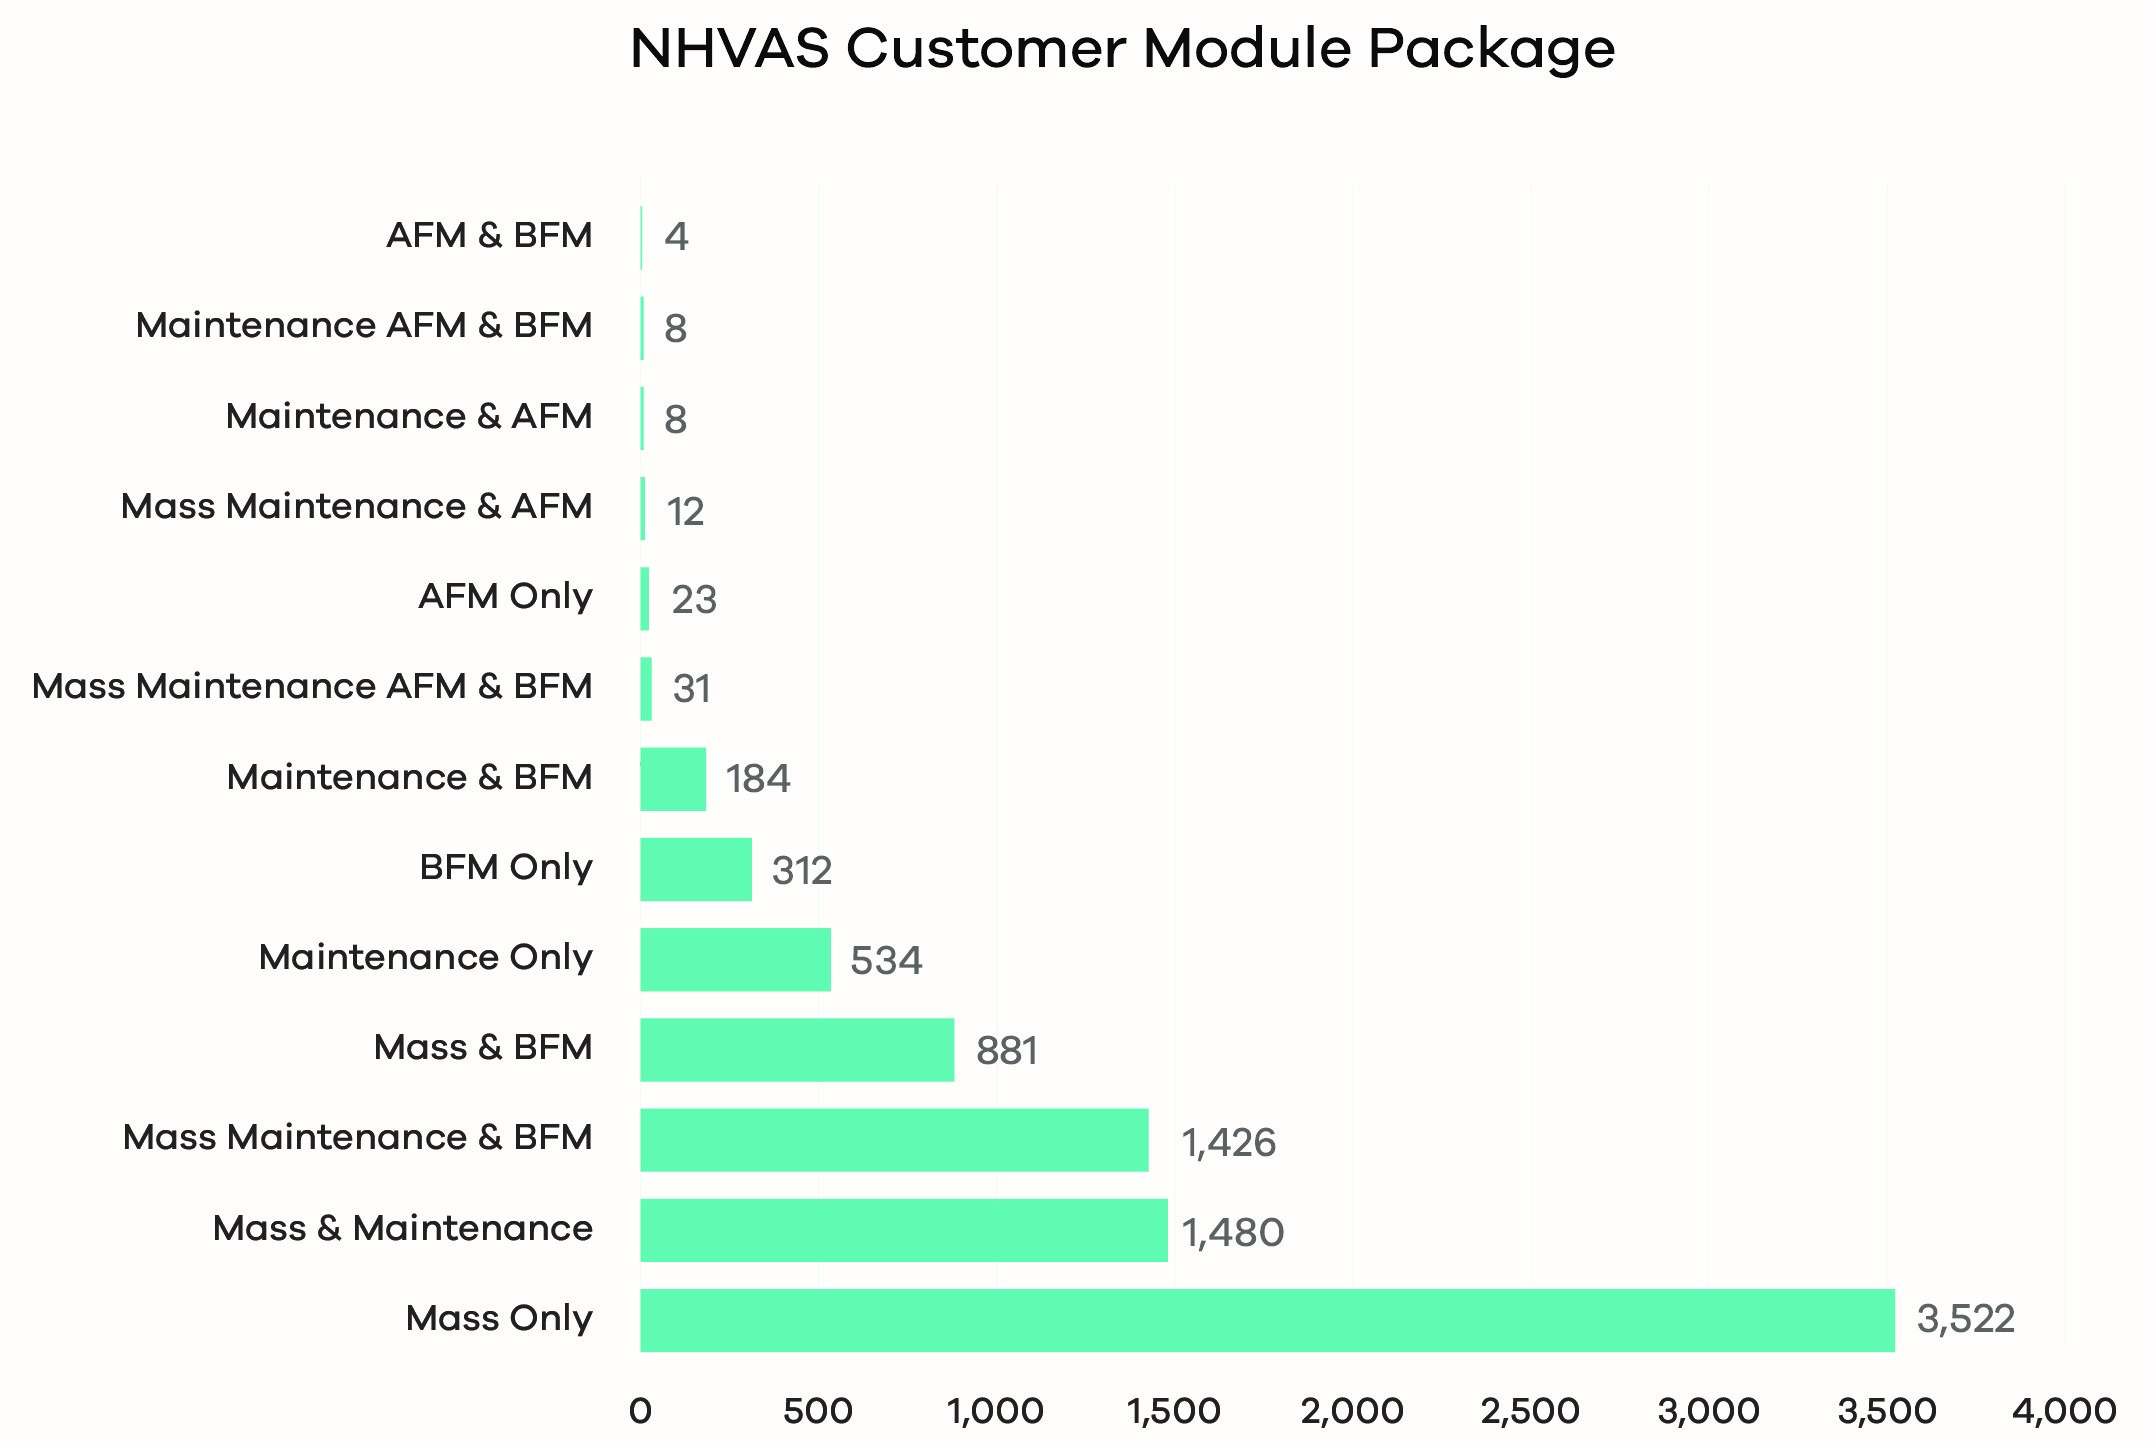 NHVAS Customer Module Package
AFM & BFM 4
Maintenance AFM & BFM 8
Maintenance & AFM 8
Mass Maintenance & AFM 12
AFM Only 23
Mass Maintenance AFM & BFM 31
Maintenance & BFM 184
BFM Only 312
Maintenance Only 534
Mass & BFM 881
Mass Maintenance & BFM 1,426
Mass & Maintenance 1,480
Mass Only 3,522
0 500 1,000 1,500 2,000 2,500 3,000 3,500 4,000